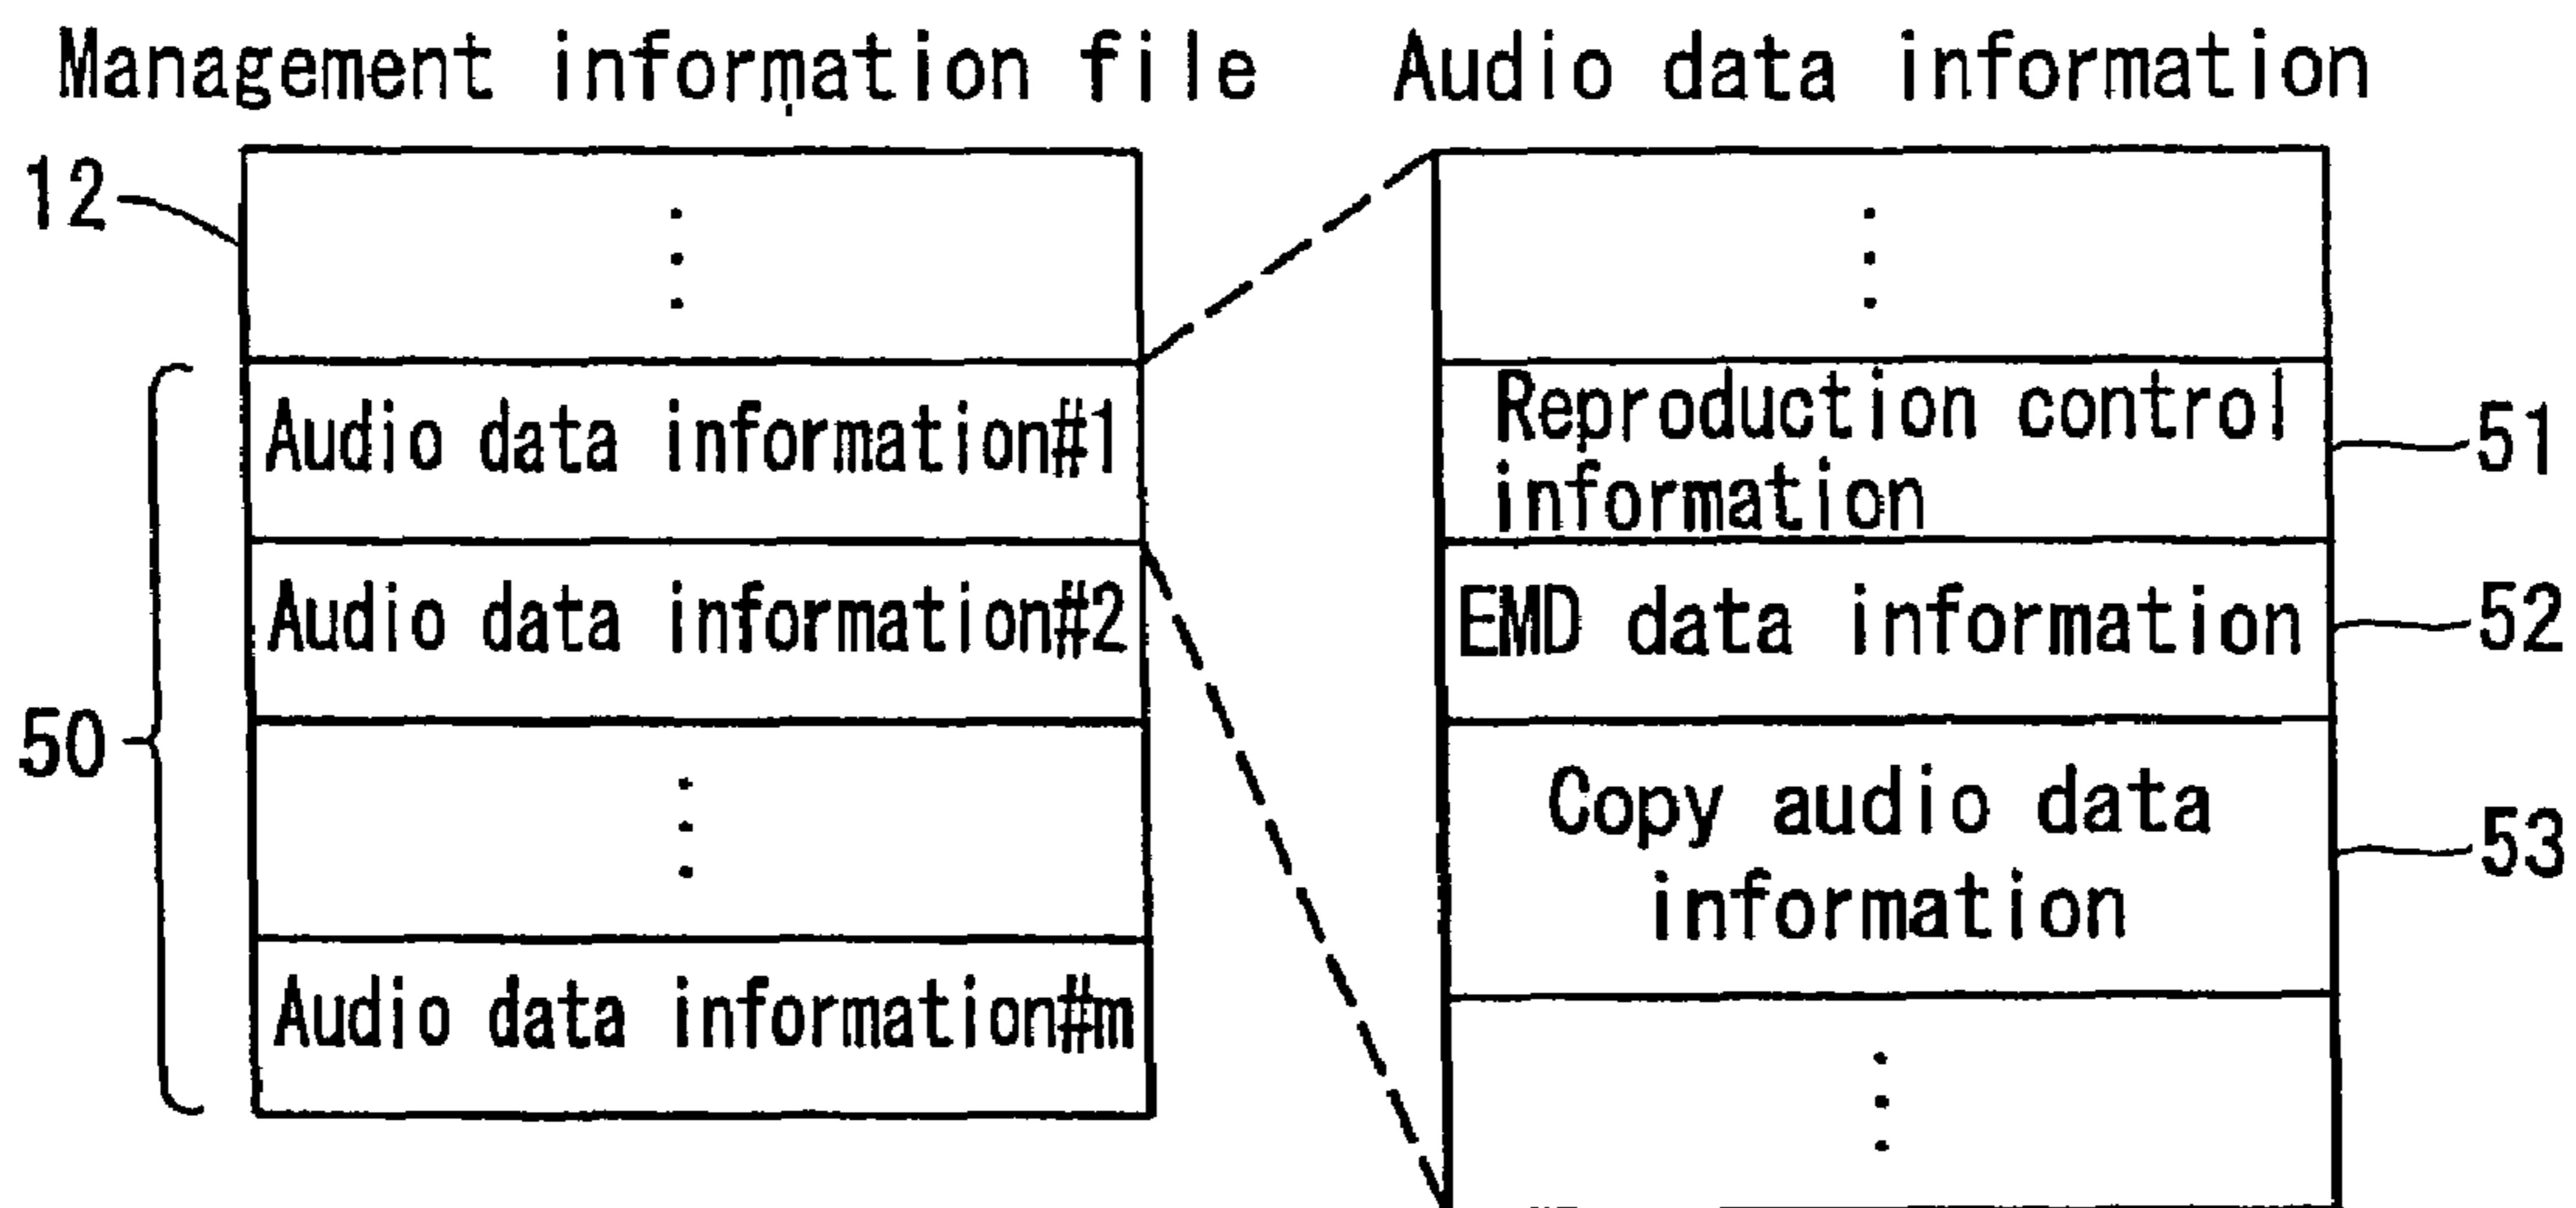 Management information file
Audio data information
12
Audio data information#1
Audio data information#2
50
Audio data information#m
Reproduction control
information
51
EMD data information
52
Copy audio data
information
53